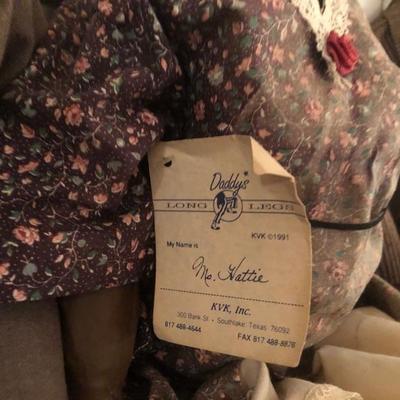 Daddy's
LONG LEGS
KVK ©1991
My Name is
Ms. Hattie
KVK, Inc.
300 Bank St. • Southlake, Texas 76092
817 488-4644 FAX 817 488-8876